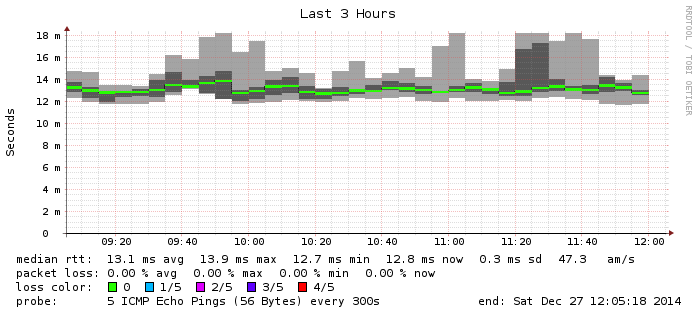 Last 3 Hours
RRDTOOL / TOBI OETIKER
Seconds
18 m
16 m
14 m
12 m
10 m
8 m
6 m
4 m
2 m
0
09:20 09:40 10:00 10:20 10:40 11:00 11:20 11:40 12:00
median rtt: 13.1 ms avg 13.9 ms max 12.7 ms min 12.8 ms now 0.3 ms sd 47.3 am/s
packet loss: 0.00 % avg 0.00 % max 0.00 % min 0.00 % now
loss color: 0 1/5 2/5 3/5 4/5
probe: 5 ICMP Echo Pings (56 Bytes) every 300s end: Sat Dec 27 12:05:18 2014